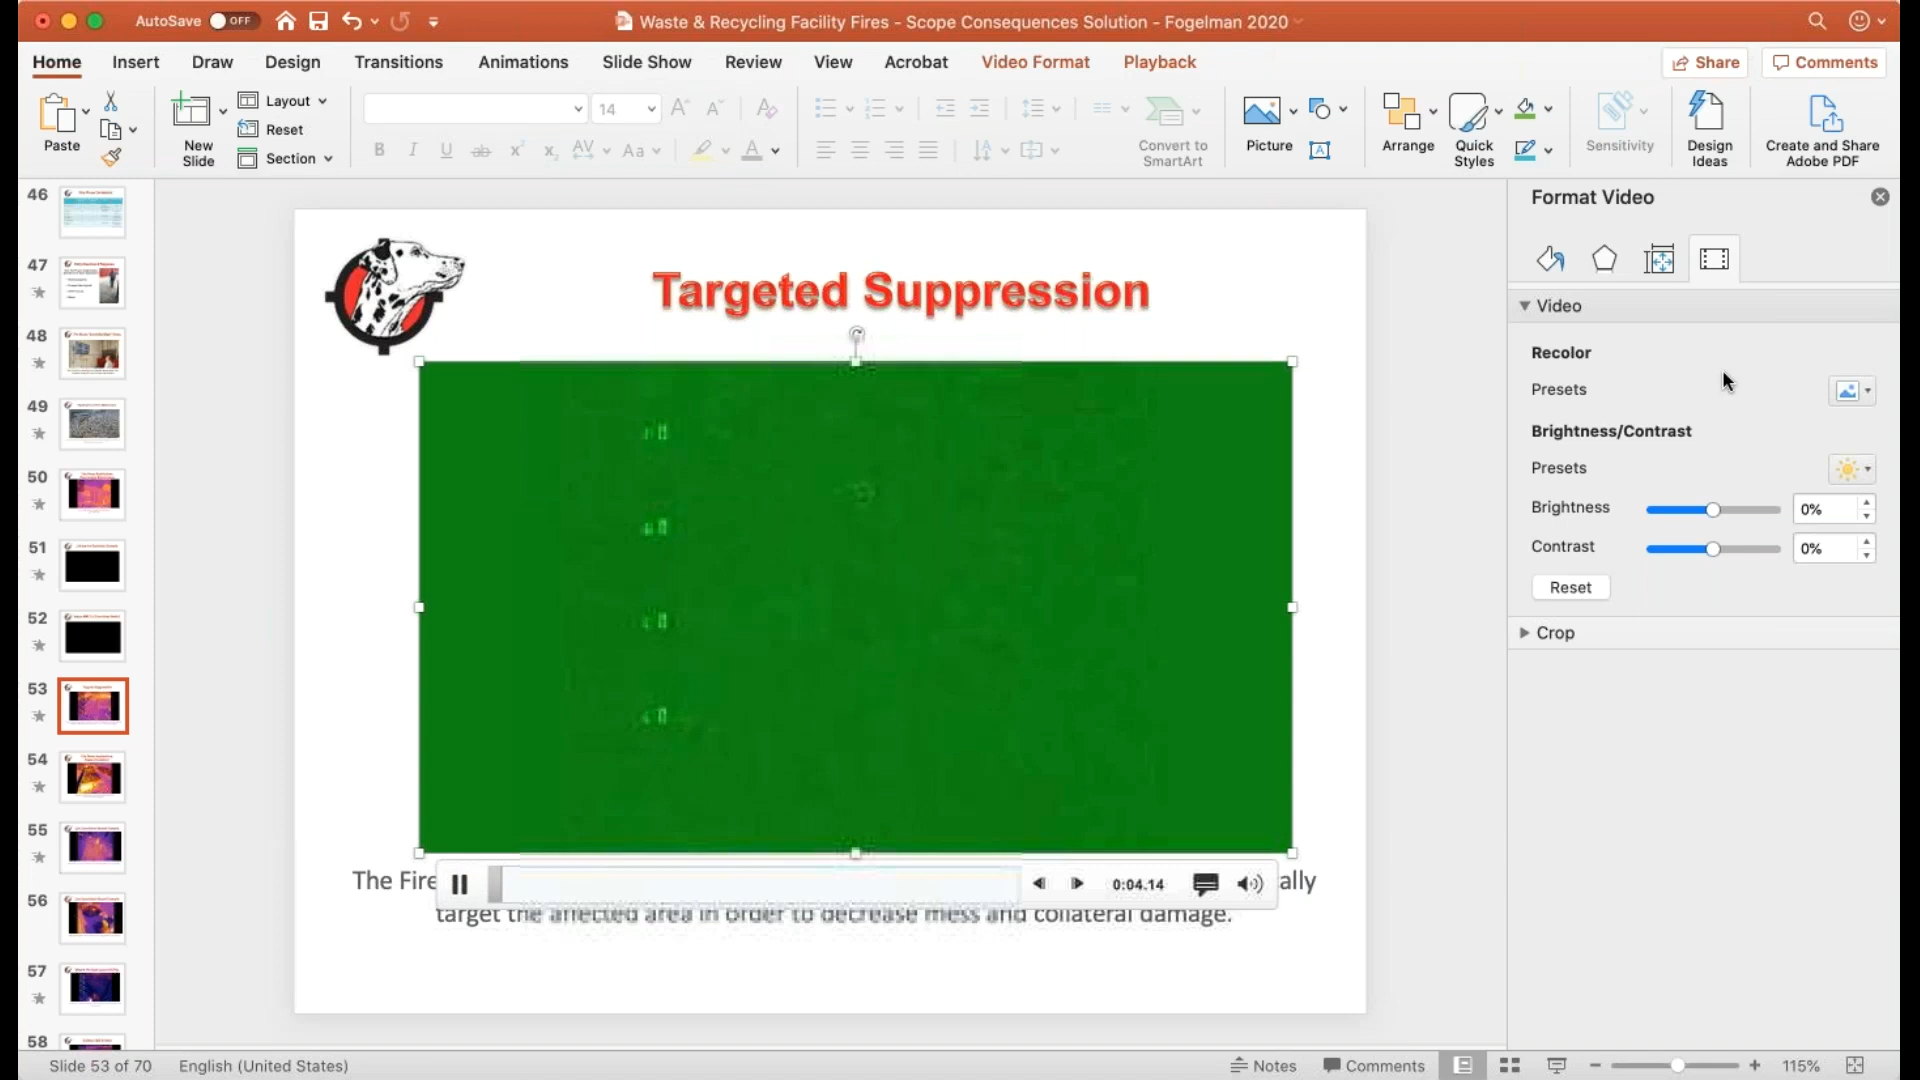 AutoSave OFF
Waste & Recycling Facility Fires - Scope Consequences Solution - Fogelman 2020
Home Insert Draw Design Transitions Animations Slide Show Review View Acrobat Video Format Playback
Share Comments
Paste
New Slide
Layout
Reset
Section
14
Convert to SmartArt
Picture
Arrange
Quick Styles
Sensitivity
Design Ideas
Create and Share Adobe PDF
46
47
48
49
50
51
52
53
54
55
56
57
58
Targeted Suppression
The Fire
ally
target the affected area in order to decrease mess and collateral damage.
0:04.14
Format Video
Video
Recolor
Presets
Brightness/Contrast
Presets
Brightness 0%
Contrast 0%
Reset
Crop
Slide 53 of 70 English (United States)
Notes Comments 115%